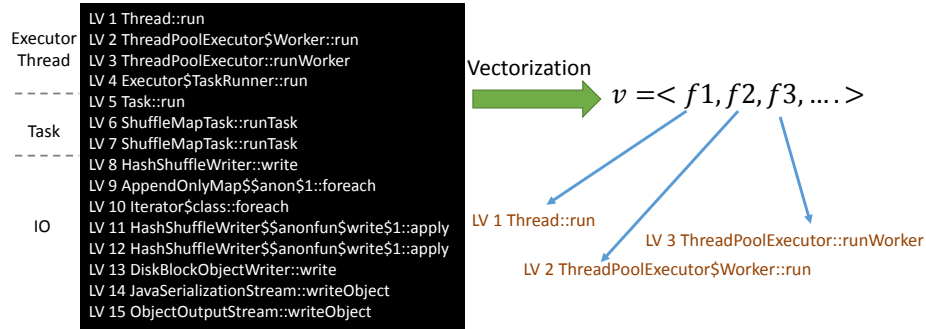 Executor
Thread
Task
IO
LV 1 Thread::run
LV 2 ThreadPoolExecutor$Worker::run
LV 3 ThreadPoolExecutor::runWorker
LV 4 Executor$TaskRunner::run
LV 5 Task::run
LV 6 ShuffleMapTask::runTask
LV 7 ShuffleMapTask::runTask
LV 8 HashShuffleWriter::write
LV 9 AppendOnlyMap$$anon$1::foreach
LV 10 Iterator$class::foreach
LV 11 HashShuffleWriter$$anonfun$write$1::apply
LV 12 HashShuffleWriter$$anonfun$write$1::apply
LV 13 DiskBlockObjectWriter::write
LV 14 JavaSerializationStream::writeObject
LV 15 ObjectOutputStream::writeObject
Vectorization
v =< f1, f2, f3, .... >
LV 1 Thread::run
LV 3 ThreadPoolExecutor::runWorker
LV 2 ThreadPoolExecutor$Worker::run